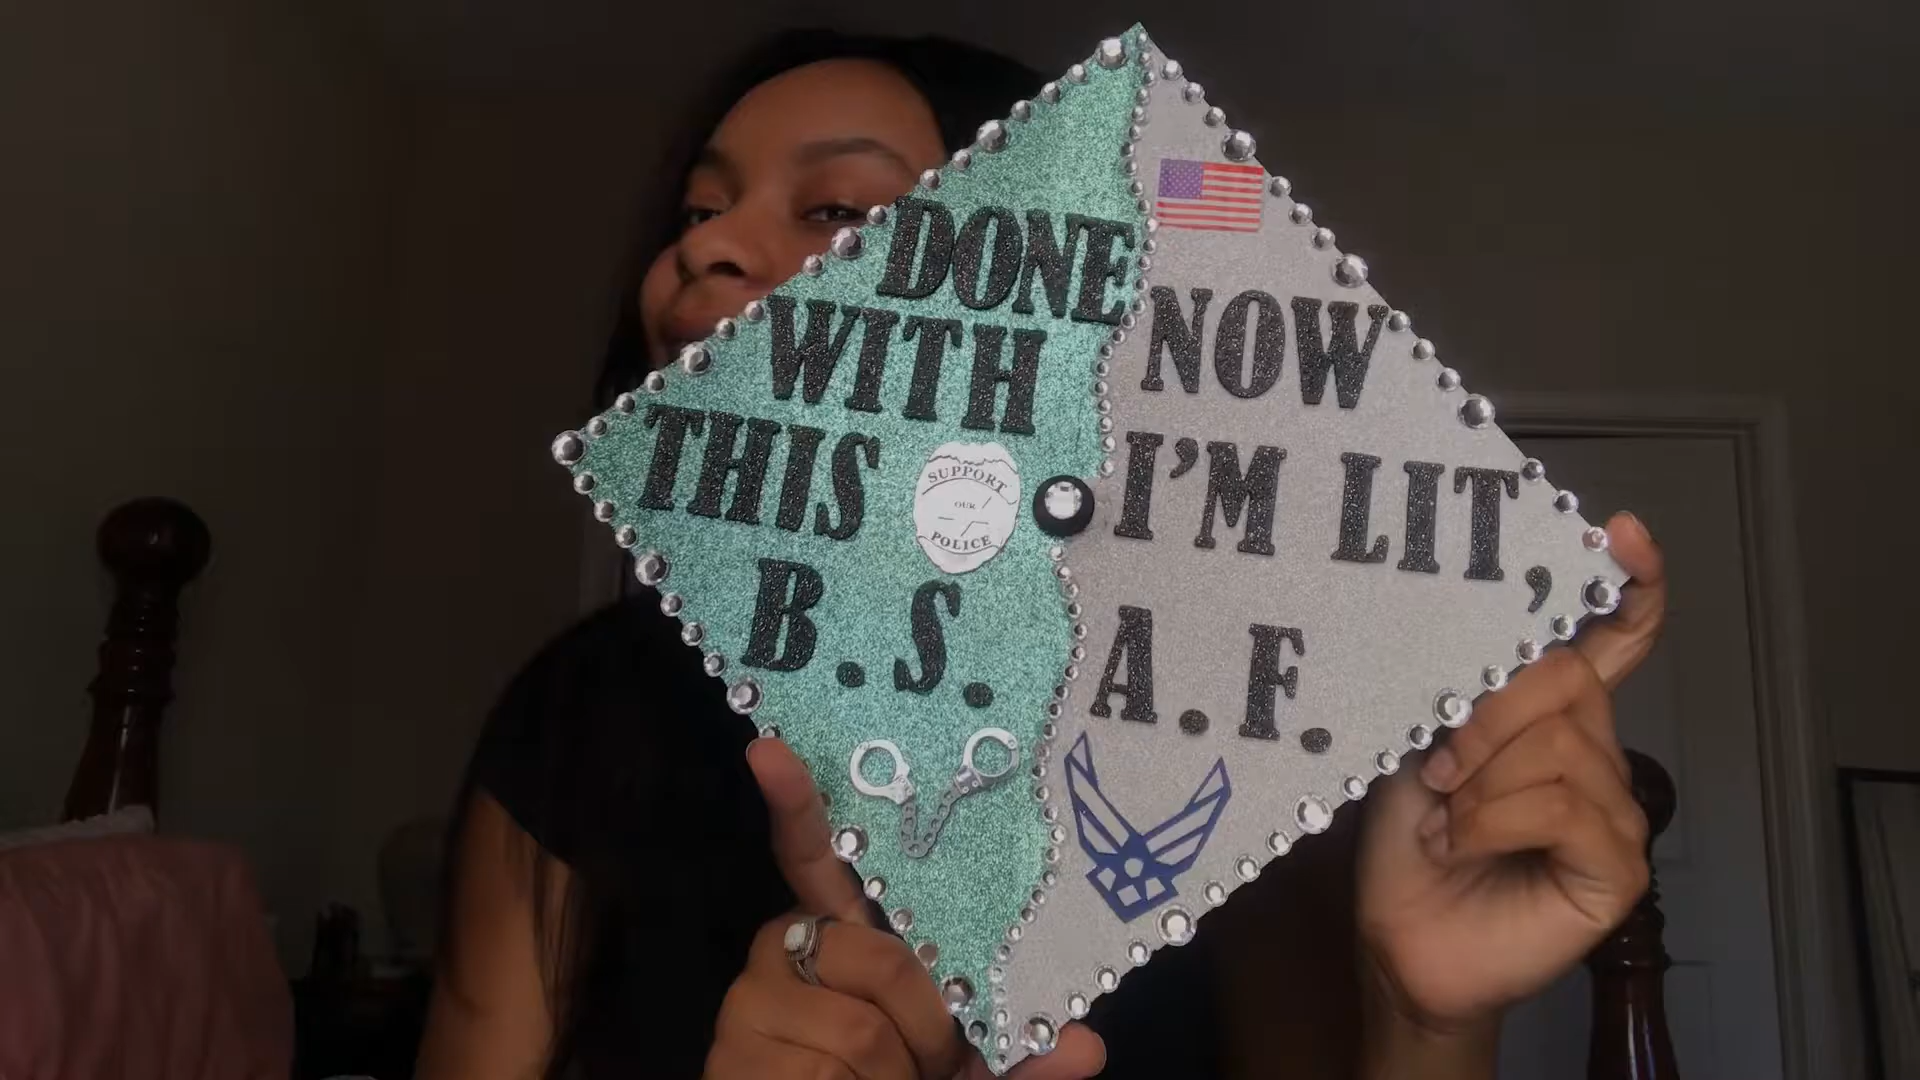 DONE
WITH
THIS
B.S.
SUPPORT
OUR
POLICE
NOW
I'M LIT,
A.F.